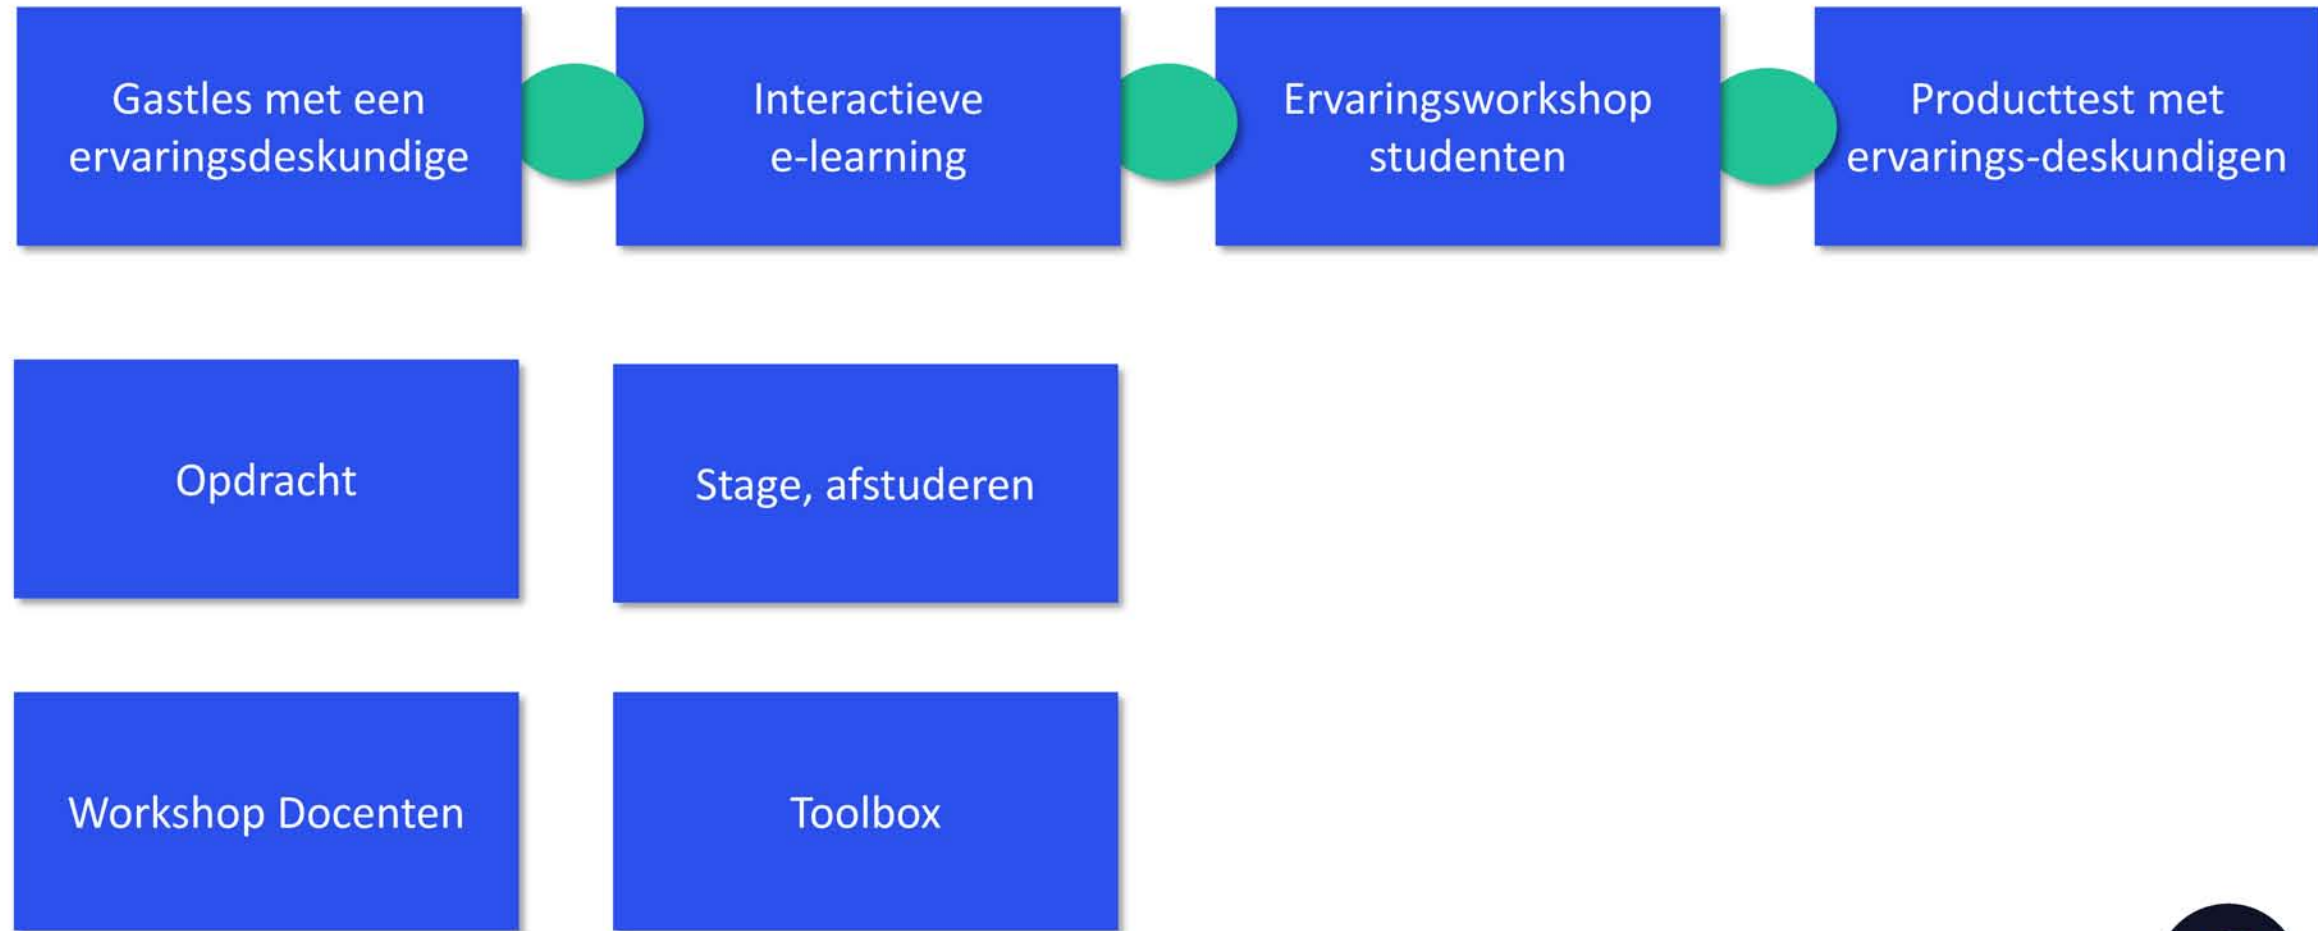 Gastles met een
ervaringsdeskundige
Interactieve
e-learning
Ervaringsworkshop
studenten
Producttest met
ervarings-deskundigen
Opdracht
Stage, afstuderen
Workshop Docenten
Toolbox